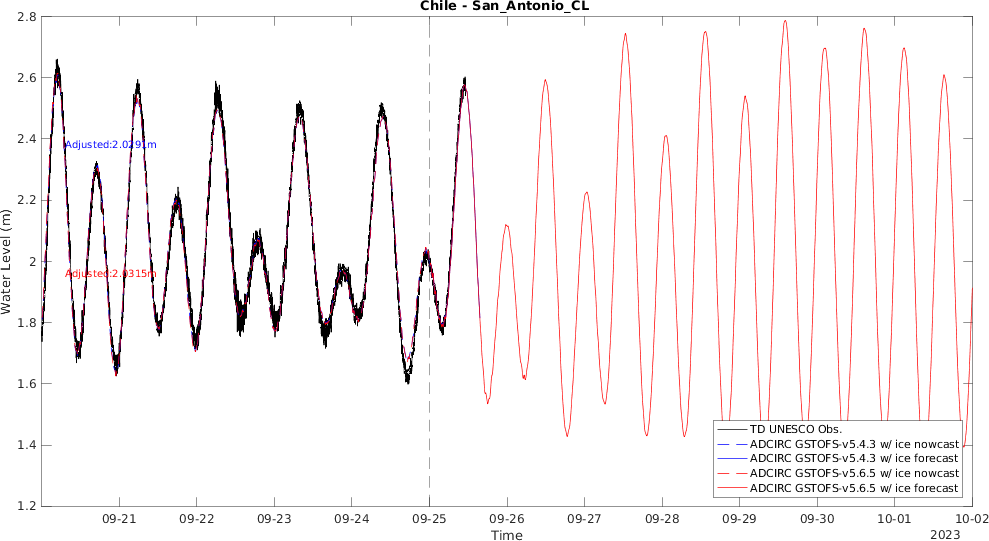 Chile - San_Antonio_CL
2.8
2.6
2.4
2.2
2
1.8
1.6
1.4
1.2
Water Level (m)
Adjusted:2.0291m
Adjusted:2.0315m
TD UNESCO Obs.
ADCIRC GSTOFS-v5.4.3 w/ ice nowcast
ADCIRC GSTOFS-v5.4.3 w/ ice forecast
ADCIRC GSTOFS-v5.6.5 w/ ice nowcast
ADCIRC GSTOFS-v5.6.5 w/ ice forecast
09-21 09-22 09-23 09-24 09-25 09-26 09-27 09-28 09-29 09-30 10-01 10-02
Time
2023